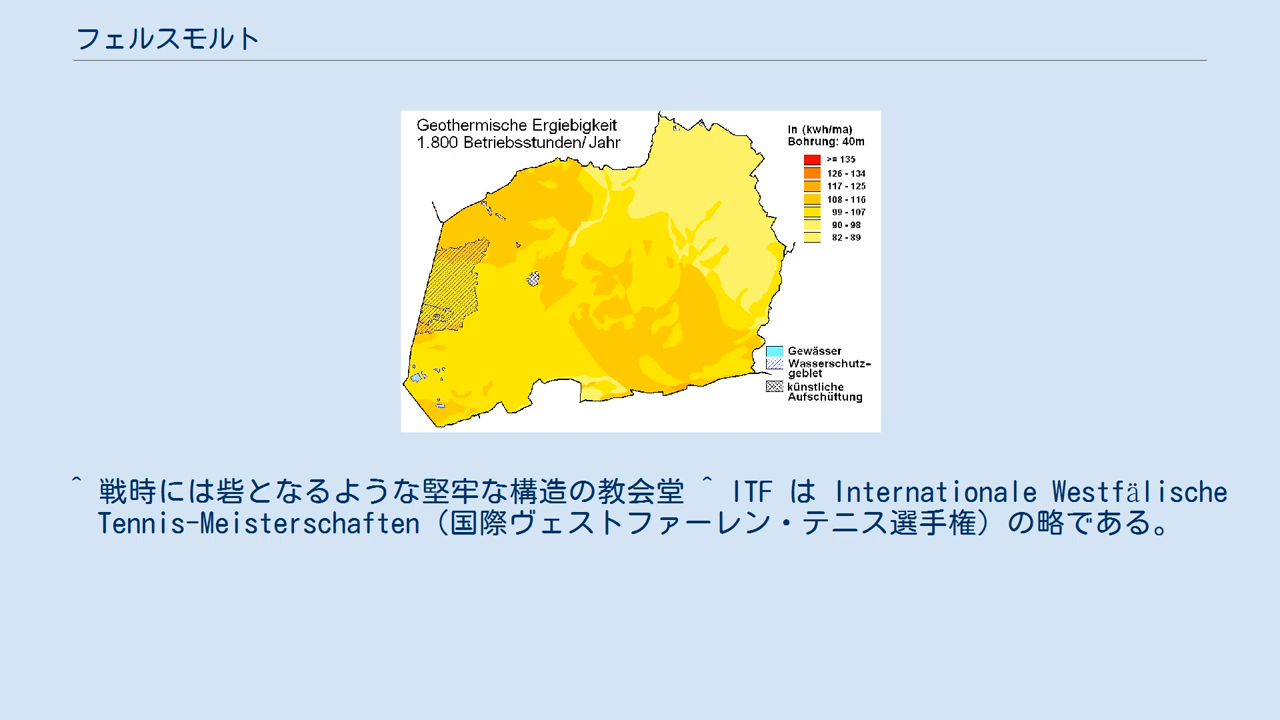 フェルスモルト
Geothermische Ergiebigkeit
1.800 Betriebsstunden/Jahr
In (kwh/ma)
Bohrung: 40m
>= 135
126 - 134
117 - 125
108 - 116
99 - 107
90 - 98
82 - 89
Gewässer
Wasserschutz-
gebiet
künstliche
Aufschüttung
^ 戦時には砦となるような堅牢な構造の教会堂 ^ ITF は Internationale Westfälische
Tennis-Meisterschaften（国際ヴェストファーレン・テニス選手権）の略である。